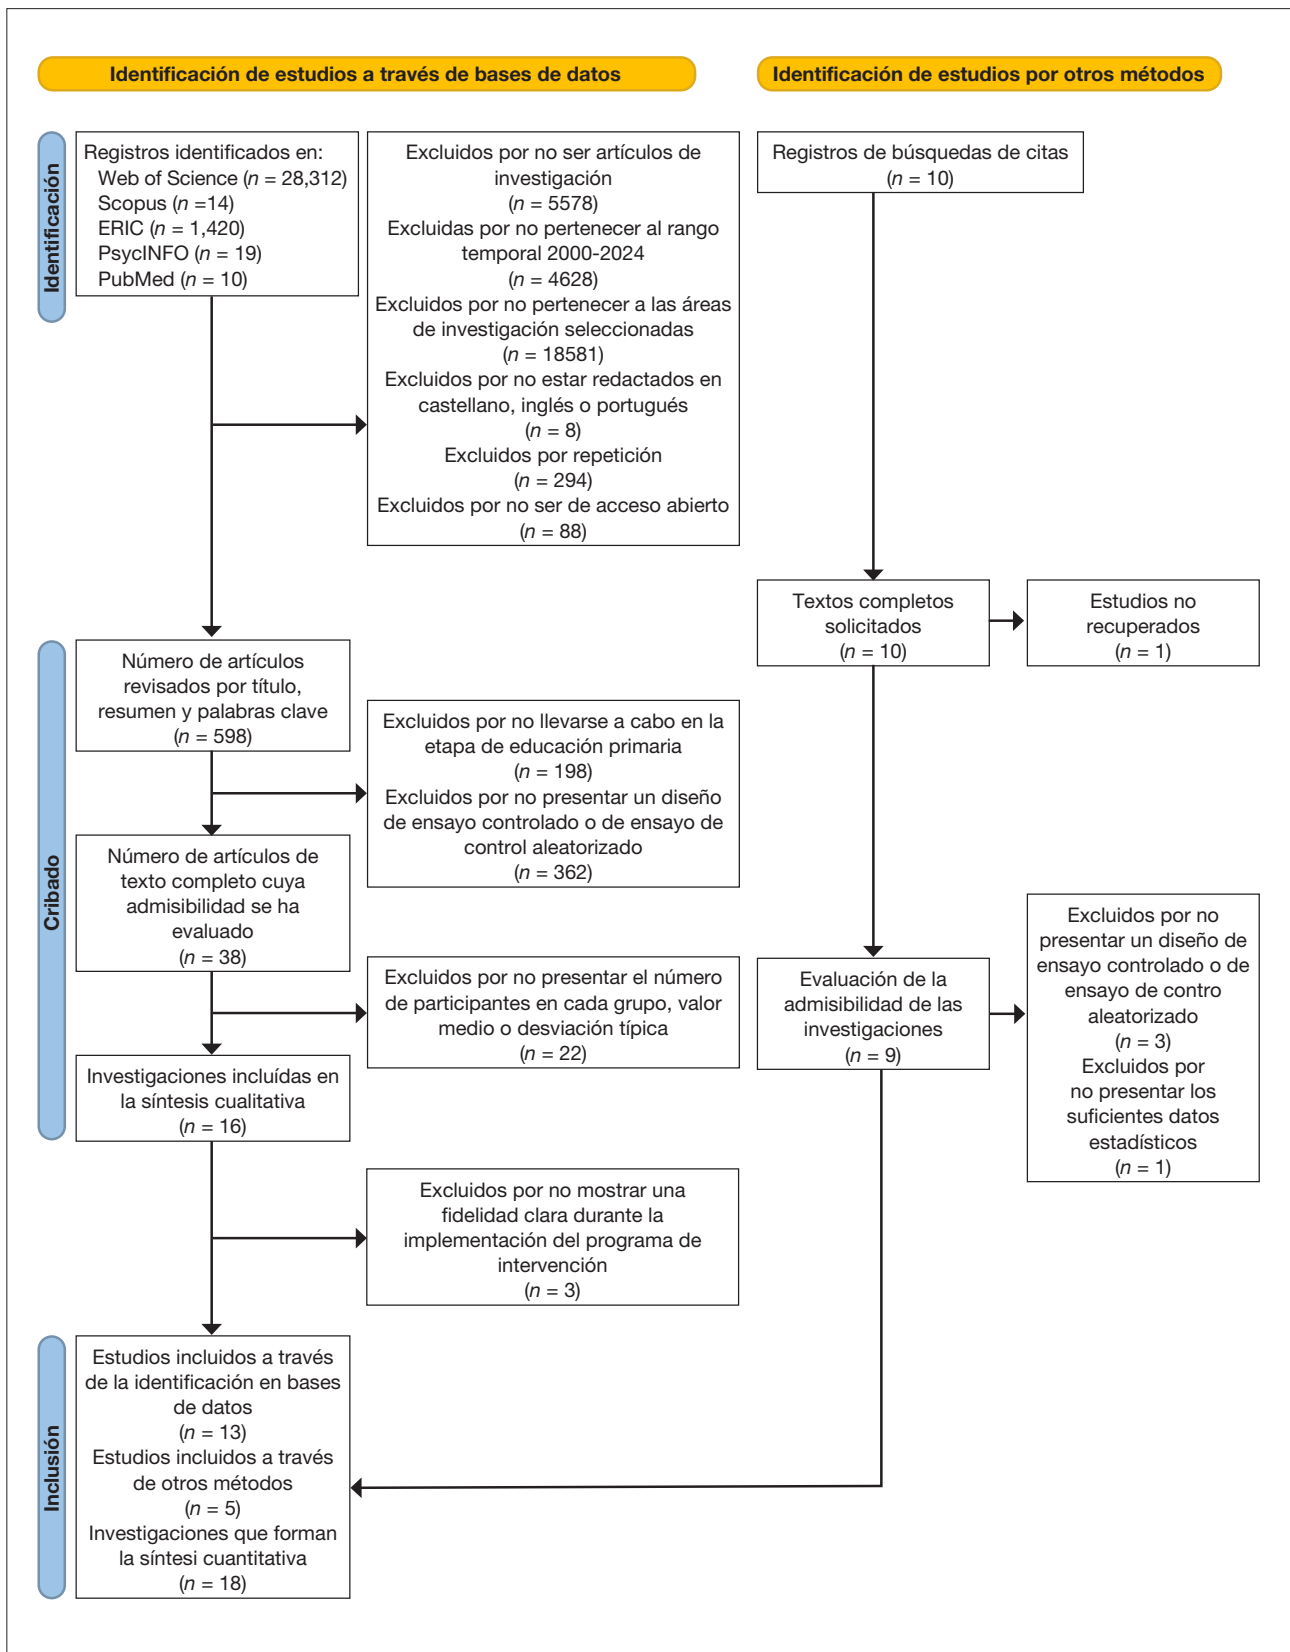 Identificación de estudios a través de bases de datos
Identificación de estudios por otros métodos
Identificación
Registros identificados en:
Web of Science (n = 28,312)
Scopus (n =14)
ERIC (n = 1,420)
PsycINFO (n = 19)
PubMed (n = 10)
Excluidos por no ser artículos de
investigación
(n = 5578)
Excluidas por no pertenecer al rango
temporal 2000-2024
(n = 4628)
Excluidos por no pertenecer a las áreas
de investigación seleccionadas
(n = 18581)
Excluidos por no estar redactados en
castellano, inglés o portugués
(n = 8)
Excluidos por repetición
(n = 294)
Excluidos por no ser de acceso abierto
(n = 88)
Registros de búsquedas de citas
(n = 10)
Textos completos
solicitados
(n = 10)
Estudios no
recuperados
(n = 1)
Cribado
Número de artículos
revisados por título,
resumen y palabras clave
(n = 598)
Excluidos por no llevarse a cabo en la
etapa de educación primaria
(n = 198)
Excluidos por no presentar un diseño
de ensayo controlado o de ensayo de
control aleatorizado
(n = 362)
Número de artículos de
texto completo cuya
admisibilidad se ha
evaluado
(n = 38)
Excluidos por no presentar el número
de participantes en cada grupo, valor
medio o desviación típica
(n = 22)
Evaluación de la
admisibilidad de las
investigaciones
(n = 9)
Excluidos por no
presentar un diseño de
ensayo controlado o de
ensayo de contro
aleatorizado
(n = 3)
Excluidos por
no presentar los
suficientes datos
estadísticos
(n = 1)
Investigaciones incluídas en
la síntesis cualitativa
(n = 16)
Excluidos por no mostrar una
fidelidad clara durante la
implementación del programa de
intervención
(n = 3)
Inclusión
Estudios incluidos a través
de la identificación en bases
de datos
(n = 13)
Estudios incluidos a través
de otros métodos
(n = 5)
Investigaciones que forman
la síntesi cuantitativa
(n = 18)